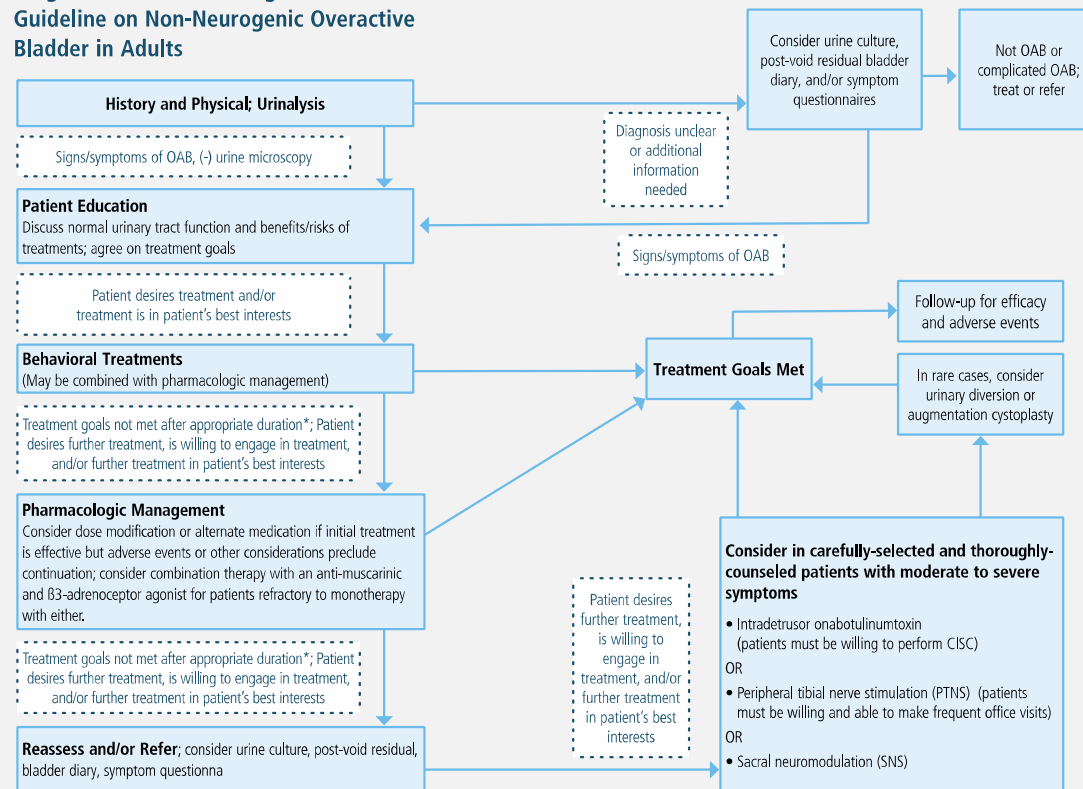 Guideline on Non-Neurogenic Overactive
Bladder in Adults
History and Physical; Urinalysis
Signs/symptoms of OAB, (-) urine microscopy
Patient Education
Discuss normal urinary tract function and benefits/risks of
treatments; agree on treatment goals
Patient desires treatment and/or
treatment is in patient's best interests
Behavioral Treatments
(May be combined with pharmacologic management)
Treatment goals not met after appropriate duration*; Patient
desires further treatment, is willing to engage in treatment,
and/or further treatment in patient's best interests
Pharmacologic Management
Consider dose modification or alternate medication if initial treatment
is effective but adverse events or other considerations preclude
continuation; consider combination therapy with an anti-muscarinic
and ß3-adrenoceptor agonist for patients refractory to monotherapy
with either.
Treatment goals not met after appropriate duration*; Patient
desires further treatment, is willing to engage in treatment,
and/or further treatment in patient's best interests
Reassess and/or Refer; consider urine culture, post-void residual,
bladder diary, symptom questionna
Diagnosis unclear
or additional
information
needed
Consider urine culture,
post-void residual bladder
diary, and/or symptom
questionnaires
Not OAB or
complicated OAB;
treat or refer
Signs/symptoms of OAB
Treatment Goals Met
Follow-up for efficacy
and adverse events
In rare cases, consider
urinary diversion or
augmentation cystoplasty
Patient desires
further treatment,
is willing to
engage in
treatment, and/or
further treatment
in patient's best
interests
Consider in carefully-selected and thoroughly-
counseled patients with moderate to severe
symptoms
• Intradetrusor onabotulinumtoxin
(patients must be willing to perform CISC)
OR
• Peripheral tibial nerve stimulation (PTNS) (patients
must be willing and able to make frequent office visits)
OR
• Sacral neuromodulation (SNS)